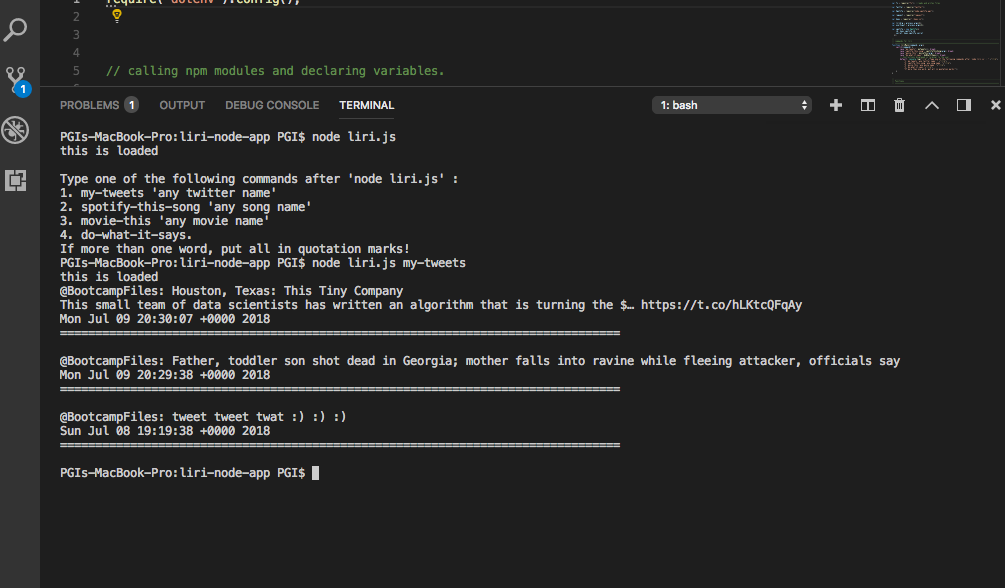 1 require("dotenv").config();
2
3
4
5 // calling npm modules and declaring variables.
1
PROBLEMS 1 OUTPUT DEBUG CONSOLE TERMINAL 1: bash
PGIs-MacBook-Pro:liri-node-app PGI$ node liri.js
this is loaded
Type one of the following commands after 'node liri.js' :
1. my-tweets 'any twitter name'
2. spotify-this-song 'any song name'
3. movie-this 'any movie name'
4. do-what-it-says.
If more than one word, put all in quotation marks!
PGIs-MacBook-Pro:liri-node-app PGI$ node liri.js my-tweets
this is loaded
@BootcampFiles: Houston, Texas: This Tiny Company
This small team of data scientists has written an algorithm that is turning the $… https://t.co/hLKtcQFqAy
Mon Jul 09 20:30:07 +0000 2018
================================================================================
@BootcampFiles: Father, toddler son shot dead in Georgia; mother falls into ravine while fleeing attacker, officials say
Mon Jul 09 20:29:38 +0000 2018
================================================================================
@BootcampFiles: tweet tweet twat :) :) :)
Sun Jul 08 19:19:38 +0000 2018
================================================================================
PGIs-MacBook-Pro:liri-node-app PGI$